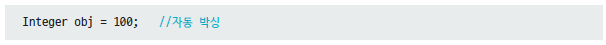 Integer obj = 100;   //자동 박싱